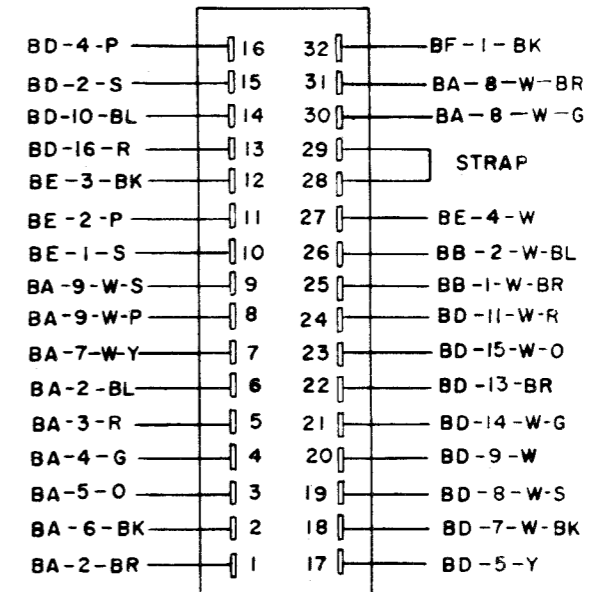 BD-4-P 16 32 BF-1-BK
BD-2-S 15 31 BA-8-W-BR
BD-10-BL 14 30 BA-8-W-G
BD-16-R 13 29
STRAP
BE-3-BK 12 28
BE-2-P 11 27 BE-4-W
BE-1-S 10 26 BB-2-W-BL
BA-9-W-S 9 25 BB-1-W-BR
BA-9-W-P 8 24 BD-11-W-R
BA-7-W-Y 7 23 BD-15-W-O
BA-2-BL 6 22 BD-13-BR
BA-3-R 5 21 BD-14-W-G
BA-4-G 4 20 BD-9-W
BA-5-O 3 19 BD-8-W-S
BA-6-BK 2 18 BD-7-W-BK
BA-2-BR 1 17 BD-5-Y